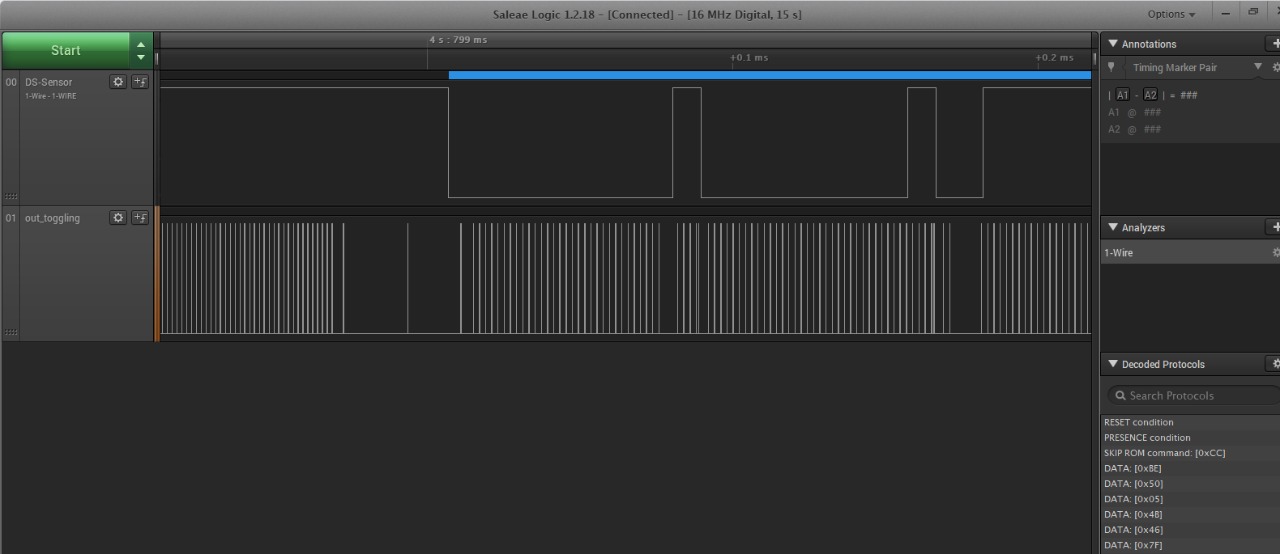 Saleae Logic 1.2.18 - [Connected] - [16 MHz Digital, 15 s]
Options
Start
4 s : 799 ms
+0.1 ms
+0.2 ms
00 DS-Sensor
1-Wire - 1-WIRE
01 out_toggling
Annotations
Timing Marker Pair
| A1 - A2 | = ###
A1 @ ###
A2 @ ###
Analyzers
1-Wire
Decoded Protocols
Search Protocols
RESET condition
PRESENCE condition
SKIP ROM command: [0xCC]
DATA: [0xBE]
DATA: [0x50]
DATA: [0x05]
DATA: [0x4B]
DATA: [0x46]
DATA: [0x7F]